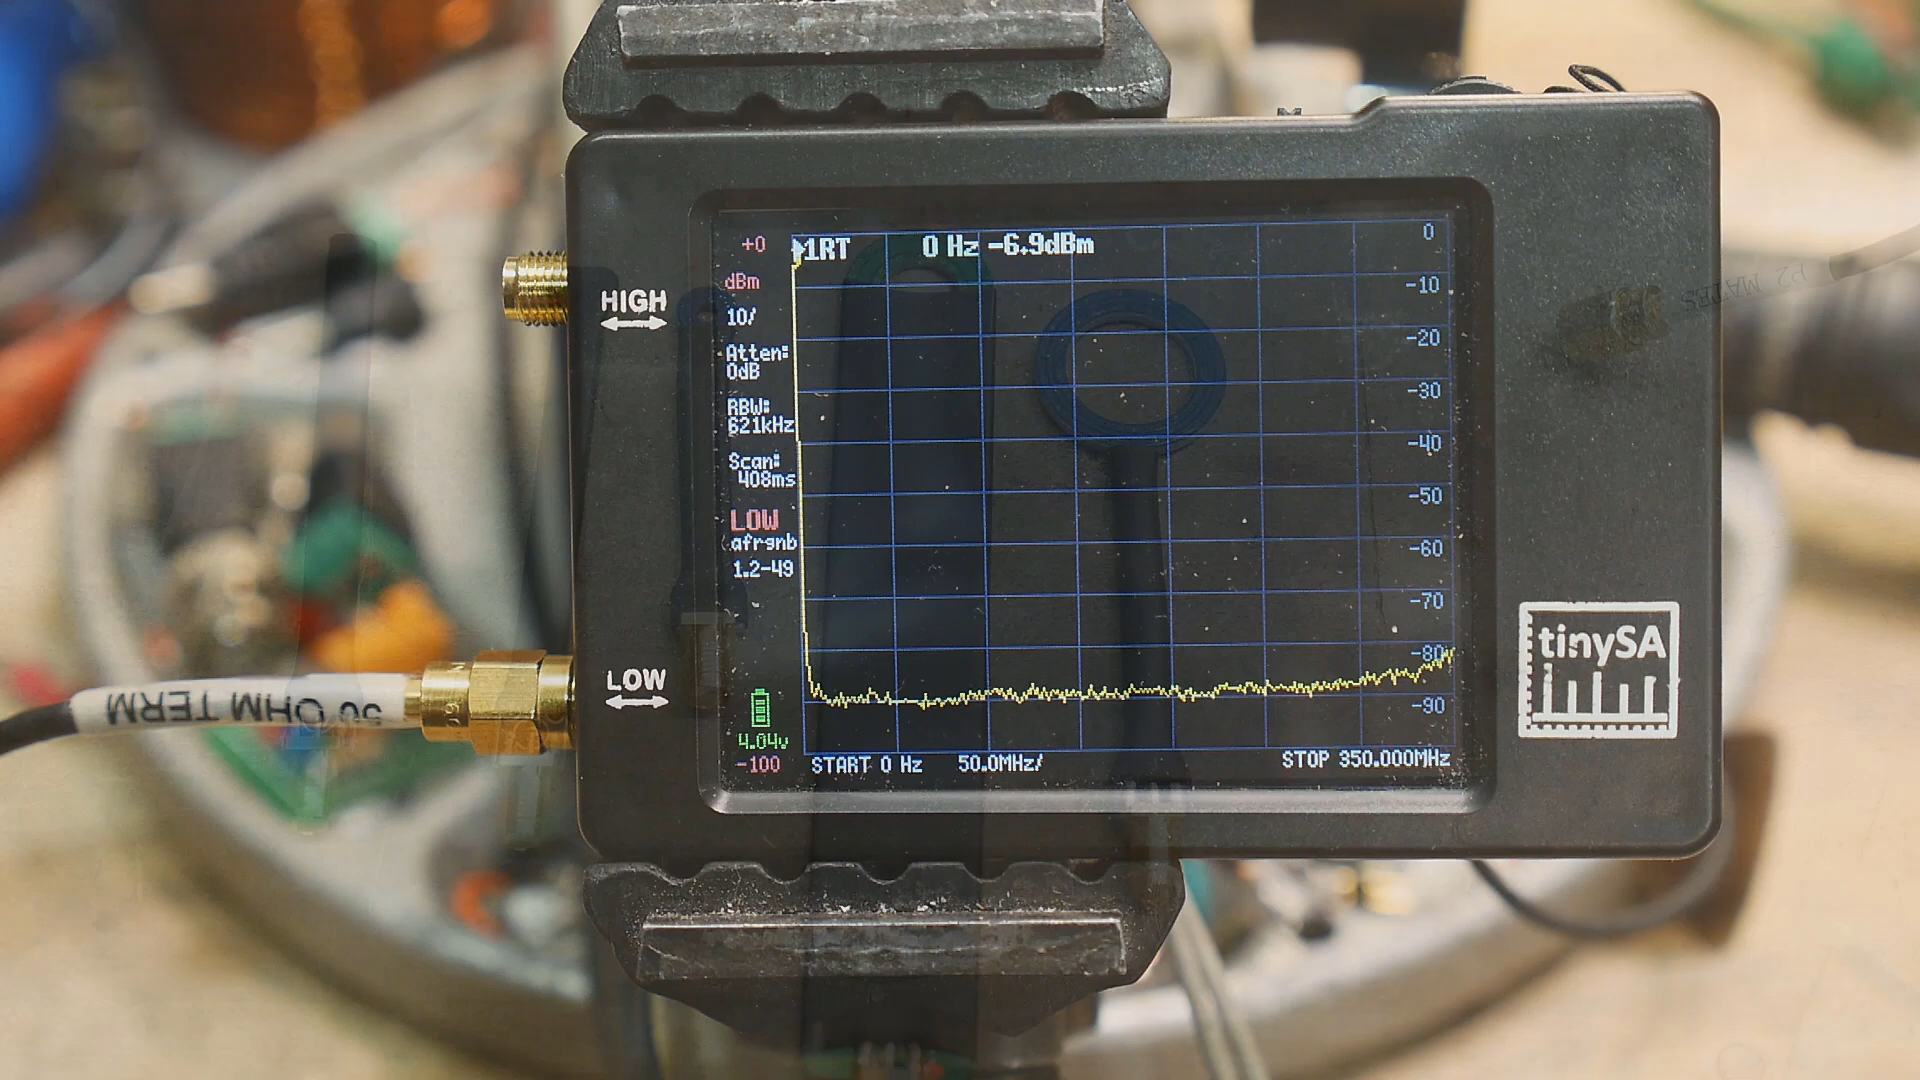 +0
1RT 0 Hz -6.9dBm
0
dBm
-10
10/
-20
Atten:
0dB
-30
RBW:
621kHz
-40
Scan:
408ms
-50
LOW
afrgnb
-60
1.2-49
-70
-80
-90
4.04v
-100
START 0 Hz 50.0MHz/ STOP 350.000MHz
HIGH
LOW
50 OHM TERM
tinySA